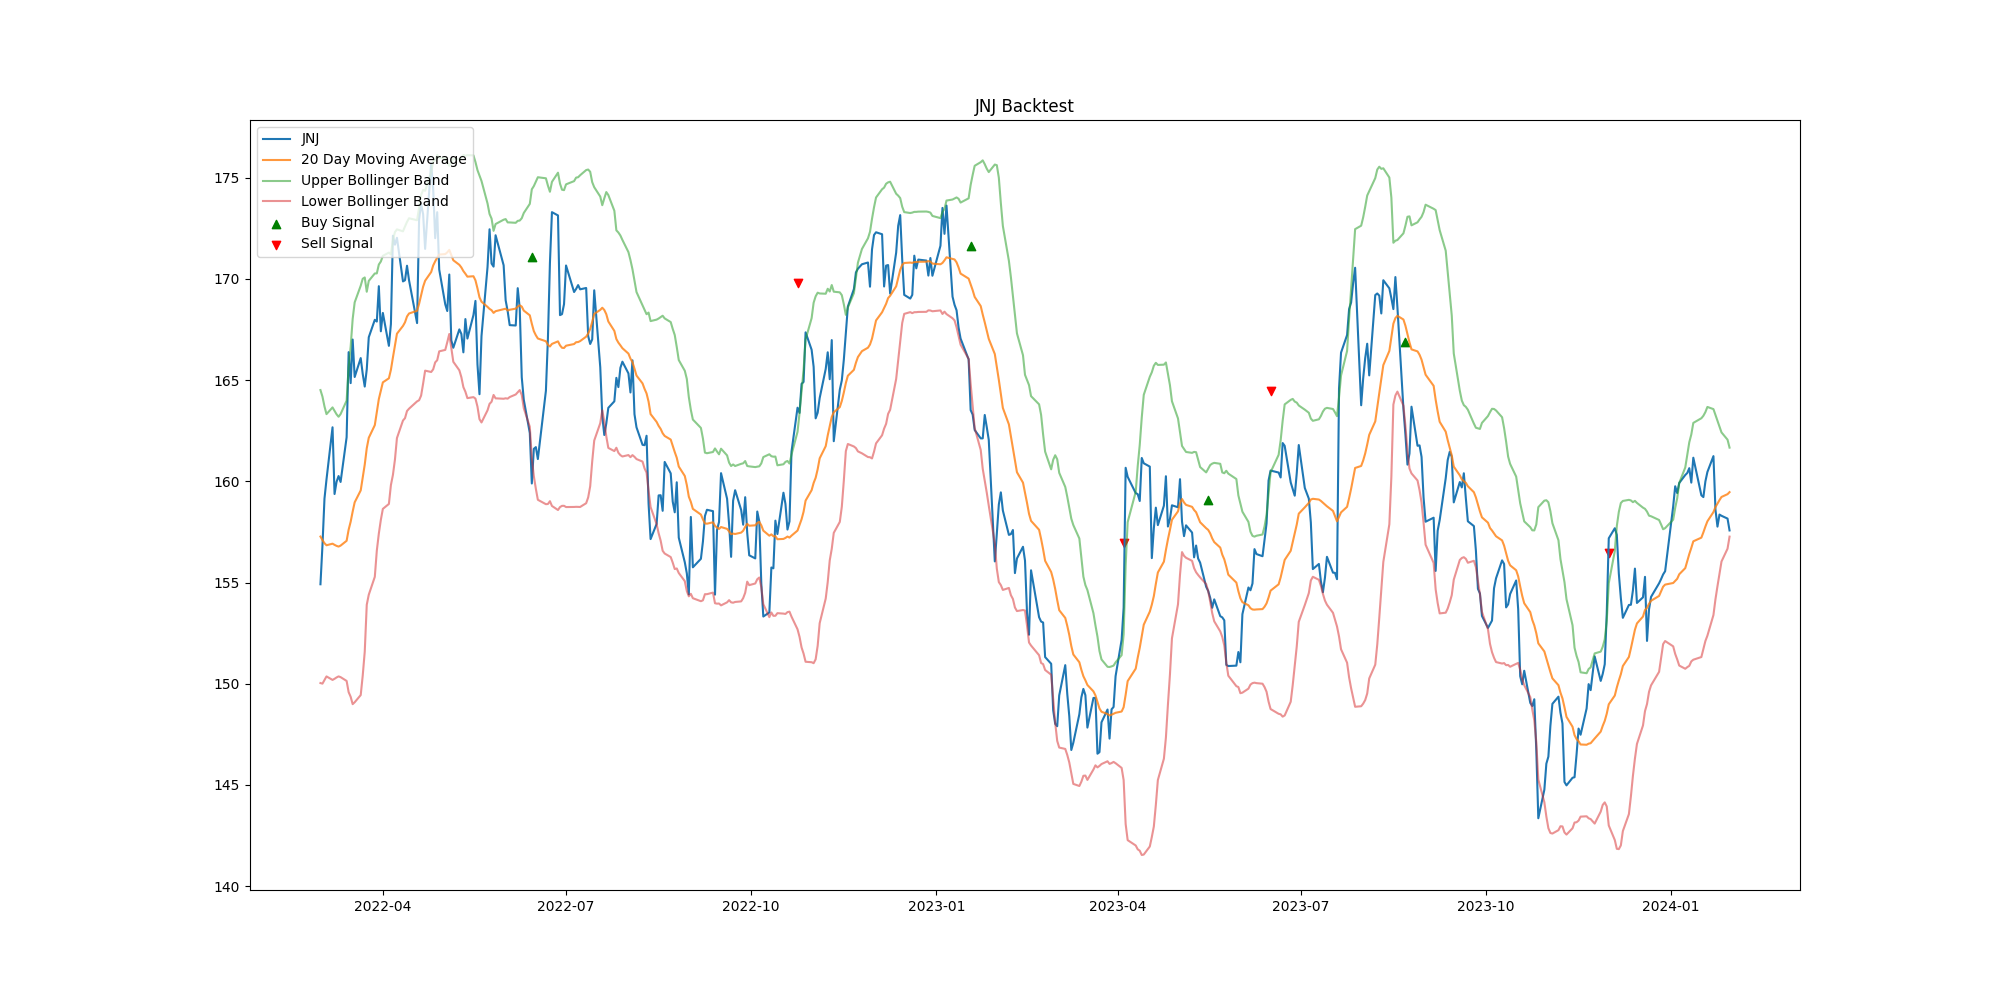 JNJ Backtest
JNJ
20 Day Moving Average
Upper Bollinger Band
Lower Bollinger Band
Buy Signal
Sell Signal
175
170
165
160
155
150
145
140
2022-04 2022-07 2022-10 2023-01 2023-04 2023-07 2023-10 2024-01